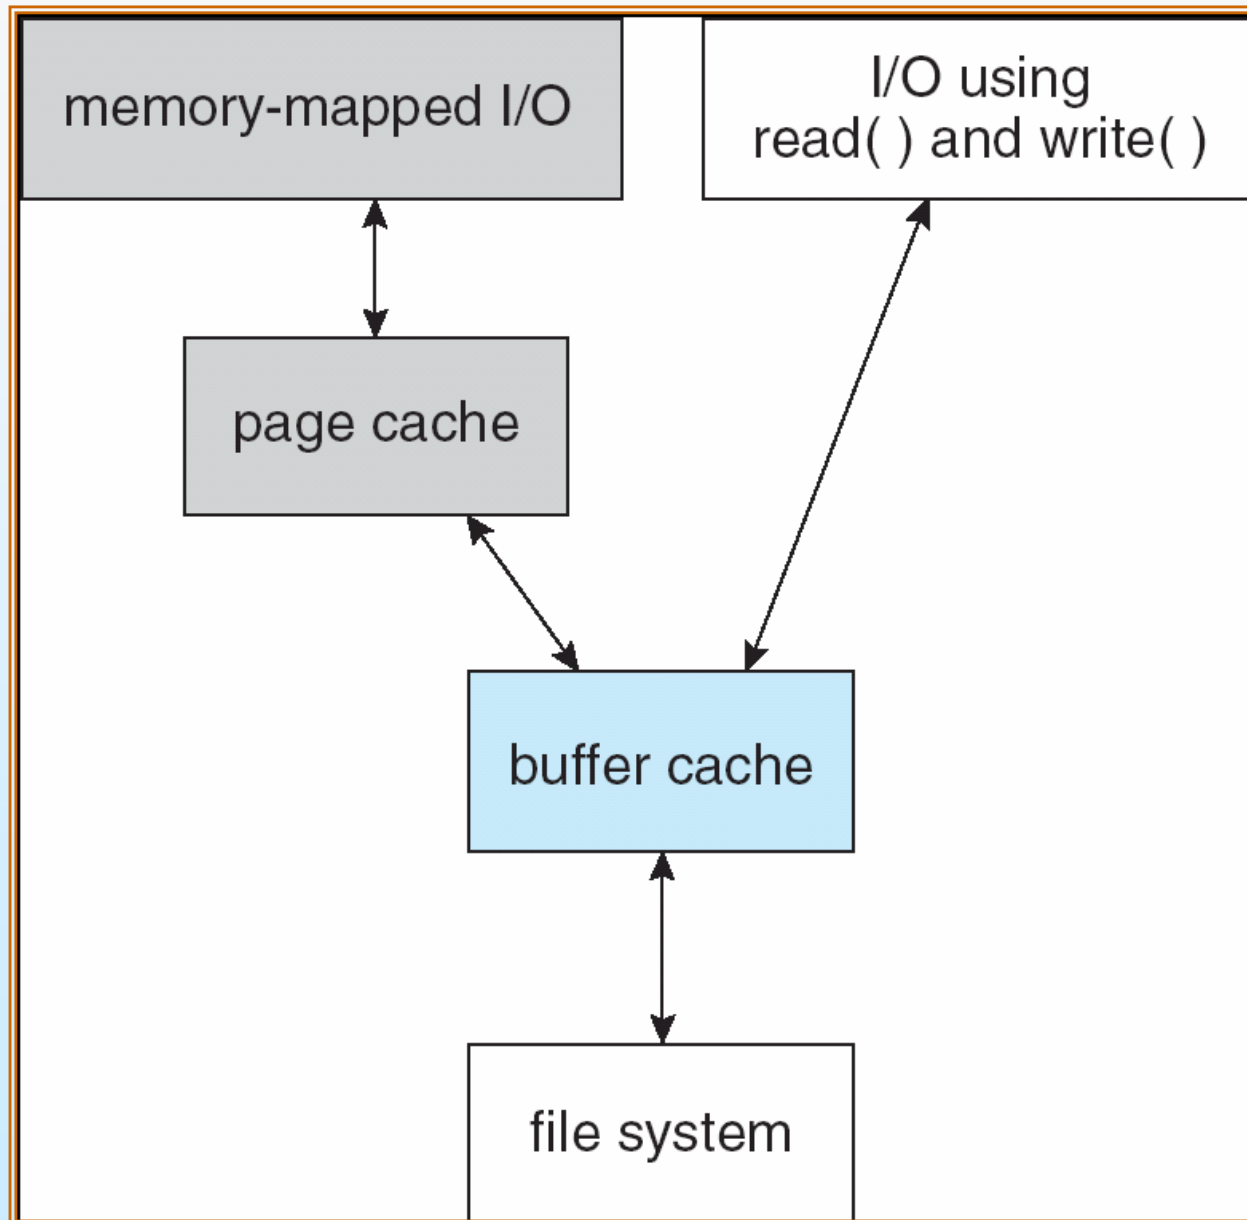 memory-mapped I/O
I/O using
read( ) and write( )
page cache
buffer cache
file system